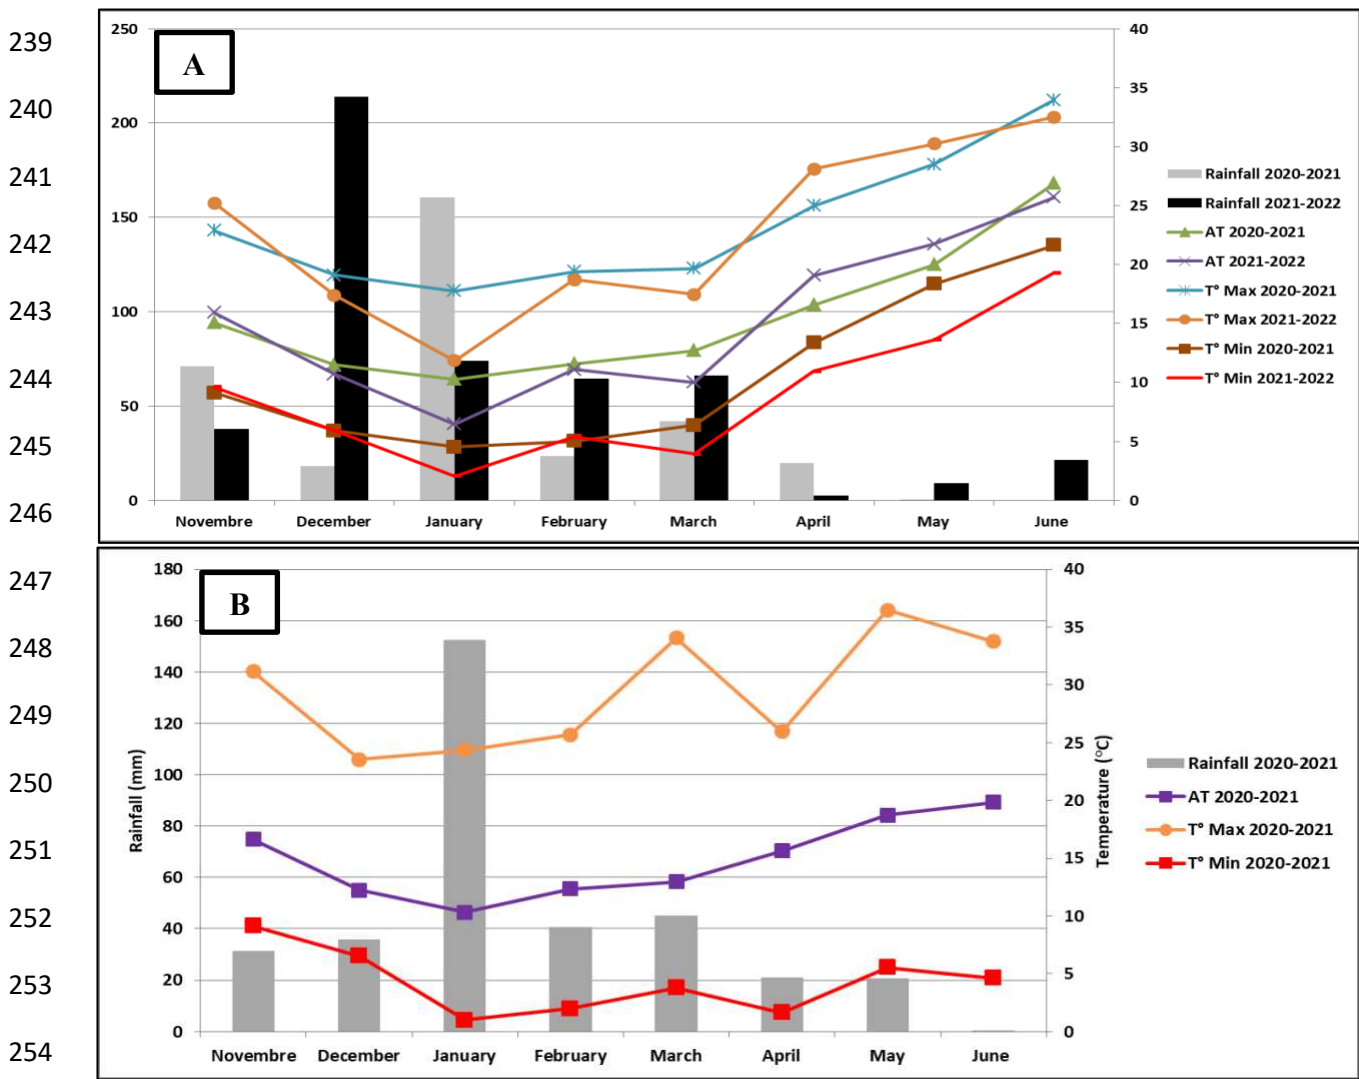 239
240
241
242
243
244
245
246
247
248
249
250
251
252
253
254
A
250
200
150
100
50
0
40
35
30
25
20
15
10
5
0
Novembre December January February March April May June
Rainfall 2020-2021
Rainfall 2021-2022
AT 2020-2021
AT 2021-2022
T° Max 2020-2021
T° Max 2021-2022
T° Min 2020-2021
T° Min 2021-2022
B
180
160
140
120
100
80
60
40
20
0
Rainfall (mm)
40
35
30
25
20
15
10
5
0
Temperature (°C)
Novembre December January February March April May June
Rainfall 2020-2021
AT 2020-2021
T° Max 2020-2021
T° Min 2020-2021